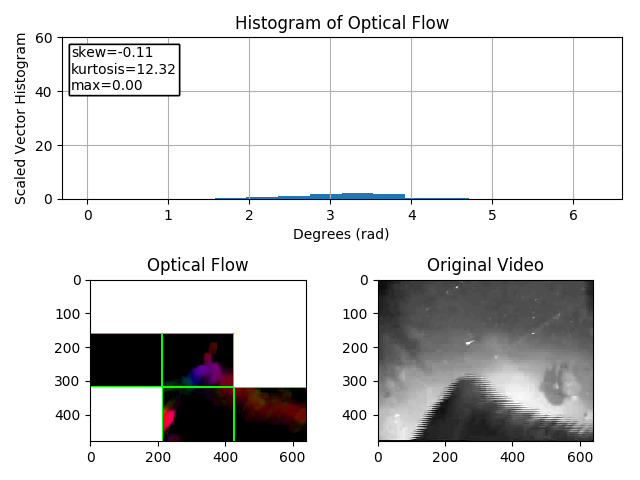 Histogram of Optical Flow
skew=-0.11
kurtosis=12.32
max=0.00
Scaled Vector Histogram
60
40
20
0
0 1 2 3 4 5 6
Degrees (rad)
Optical Flow
0
100
200
300
400
0 200 400 600
Original Video
0
100
200
300
400
0 200 400 600